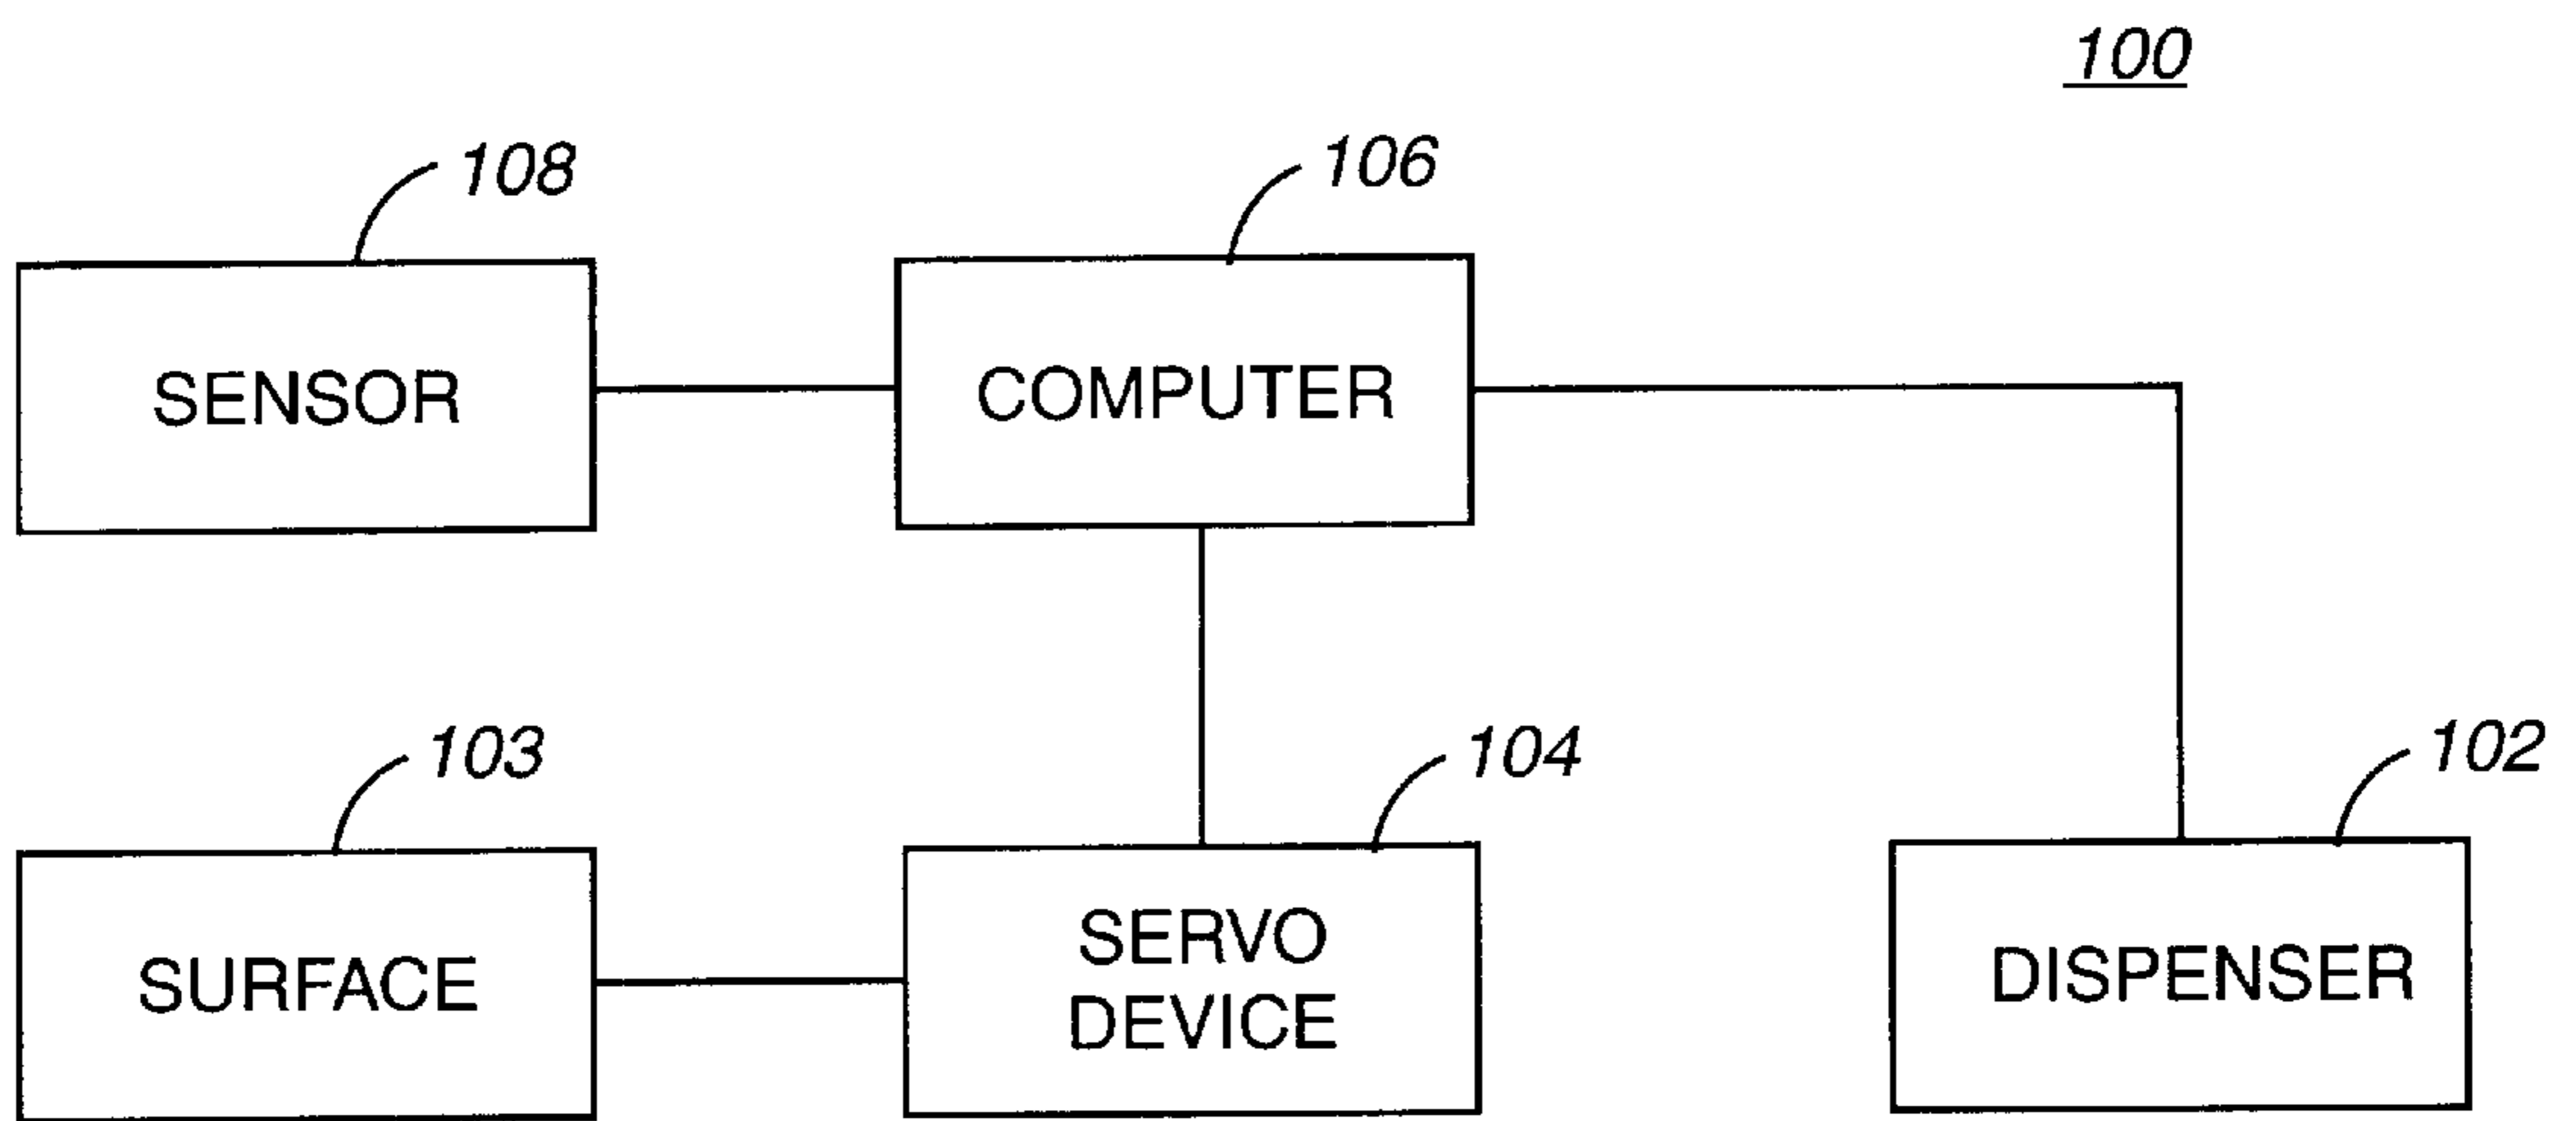 100
108
106
SENSOR
COMPUTER
103
104
102
SURFACE
SERVO
DEVICE
DISPENSER